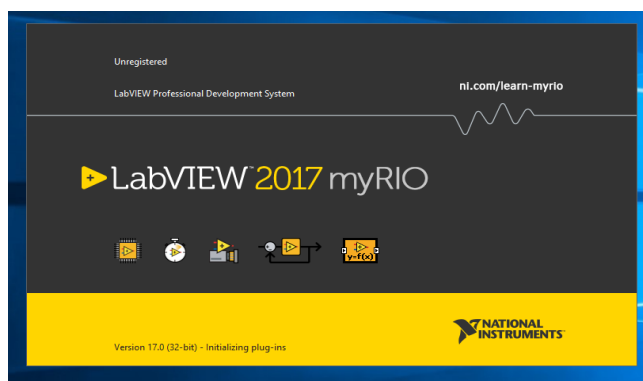 Unregistered
LabVIEW Professional Development System
ni.com/learn-myrio
LabVIEW™ 2017 myRIO
y=f(x)
NATIONAL
INSTRUMENTS
Version 17.0 (32-bit) - Initializing plug-ins